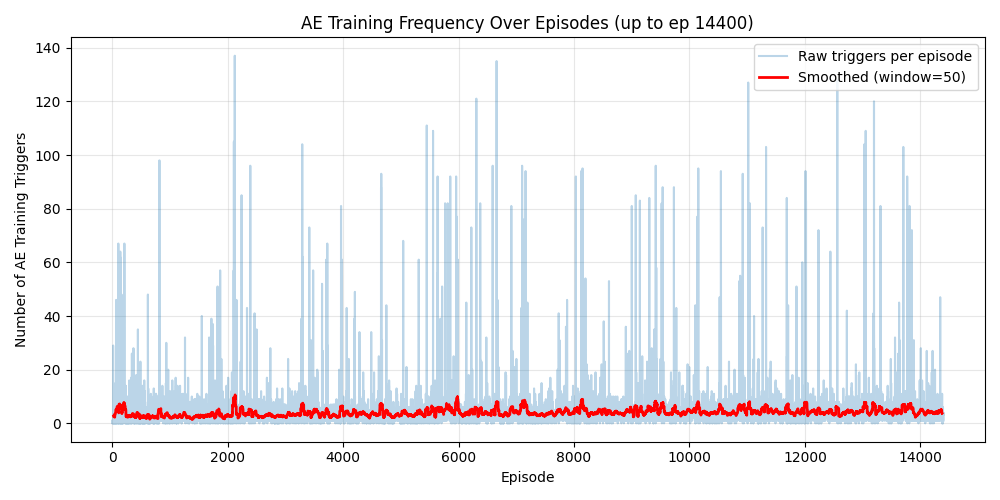 AE Training Frequency Over Episodes (up to ep 14400)
Number of AE Training Triggers
140
120
100
80
60
40
20
0
Raw triggers per episode
Smoothed (window=50)
0 2000 4000 6000 8000 10000 12000 14000
Episode